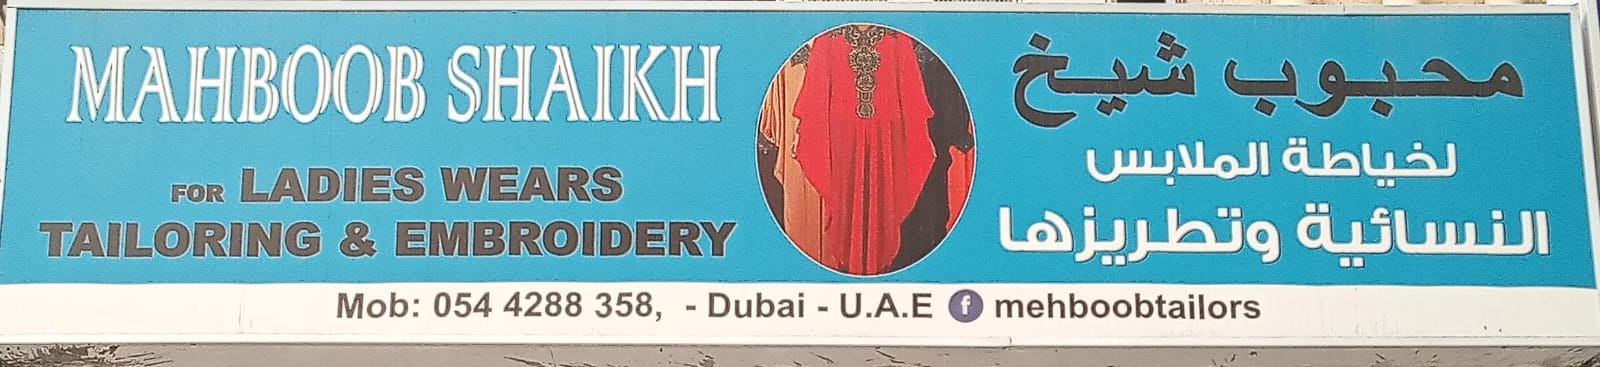 MAHBOOB SHAIKH
FOR LADIES WEARS
TAILORING & EMBROIDERY
محبوب شيخ
لخياطة الملابس
النسائية وتطريزها
Mob: 054 4288 358, - Dubai - U.A.E f mehboobtailors